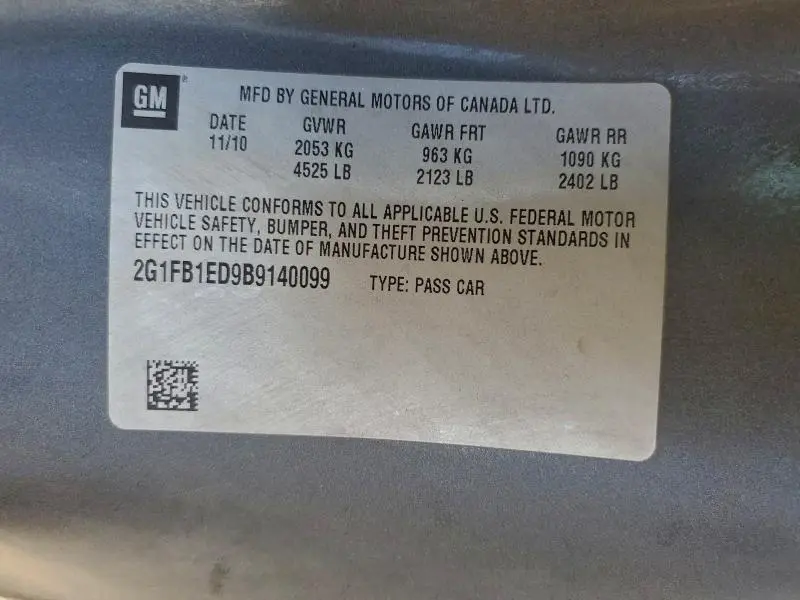 GM ®
MFD BY GENERAL MOTORS OF CANADA LTD.
DATE GVWR GAWR FRT GAWR RR
11/10 2053 KG 963 KG 1090 KG
4525 LB 2123 LB 2402 LB
THIS VEHICLE CONFORMS TO ALL APPLICABLE U.S. FEDERAL MOTOR
VEHICLE SAFETY, BUMPER, AND THEFT PREVENTION STANDARDS IN
EFFECT ON THE DATE OF MANUFACTURE SHOWN ABOVE.
2G1FB1ED9B9140099 TYPE: PASS CAR